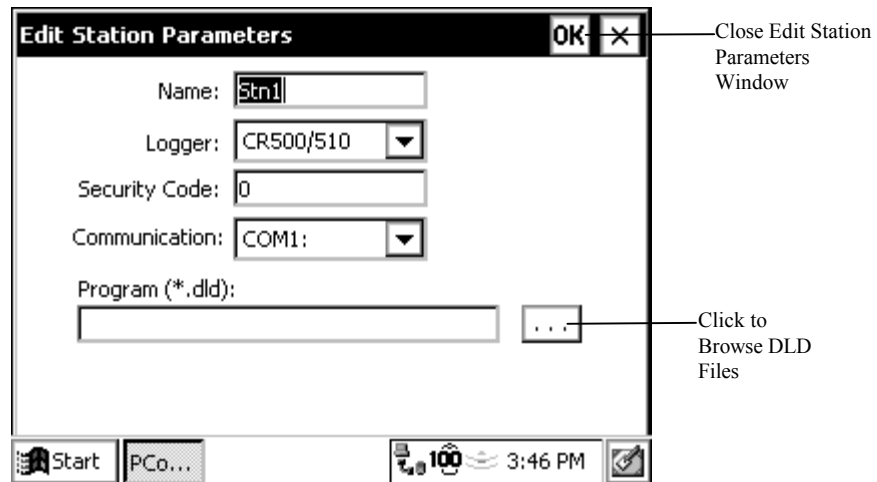 Edit Station Parameters
OK
Close Edit Station
Parameters
Window
Name: Stn1
Logger: CR500/510
Security Code: 0
Communication: COM1:
Program (*.dld):
...
Click to
Browse DLD
Files
Start
PCo...
100
3:46 PM